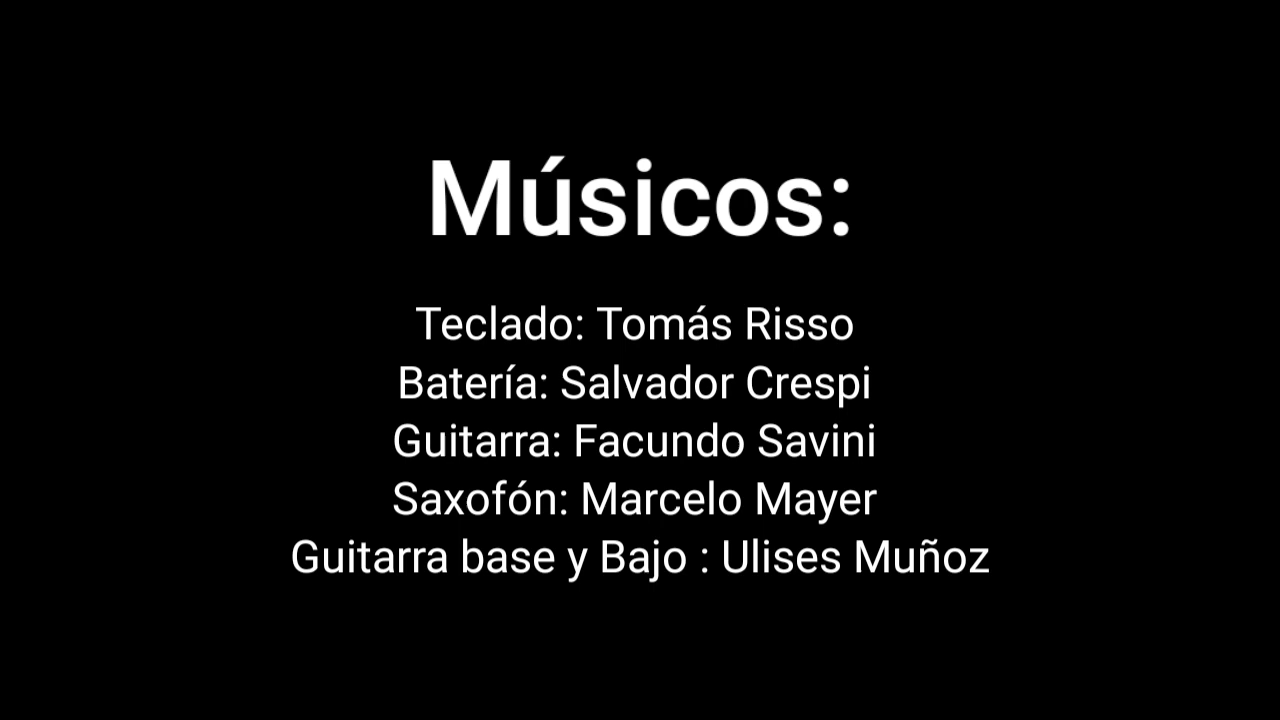 Músicos:
Teclado: Tomás Risso
Batería: Salvador Crespi
Guitarra: Facundo Savini
Saxofón: Marcelo Mayer
Guitarra base y Bajo : Ulises Muñoz